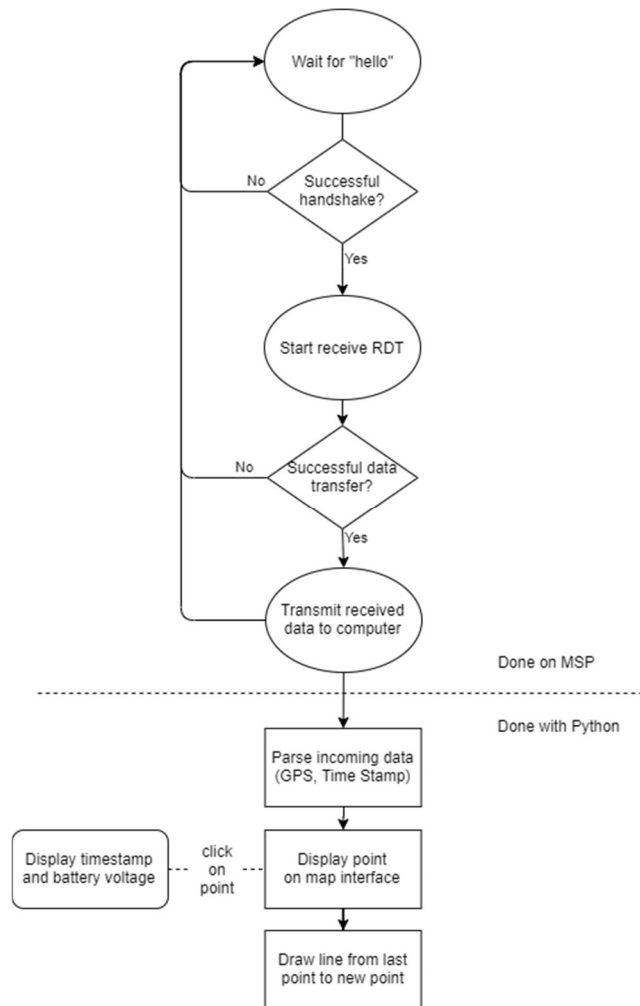 Wait for "hello"
No
Successful
handshake?
Yes
Start receive RDT
No
Successful data
transfer?
Yes
Transmit received
data to computer
Done on MSP
Done with Python
Parse incoming data
(GPS, Time Stamp)
Display timestamp
and battery voltage
click
on
point
Display point
on map interface
Draw line from last
point to new point